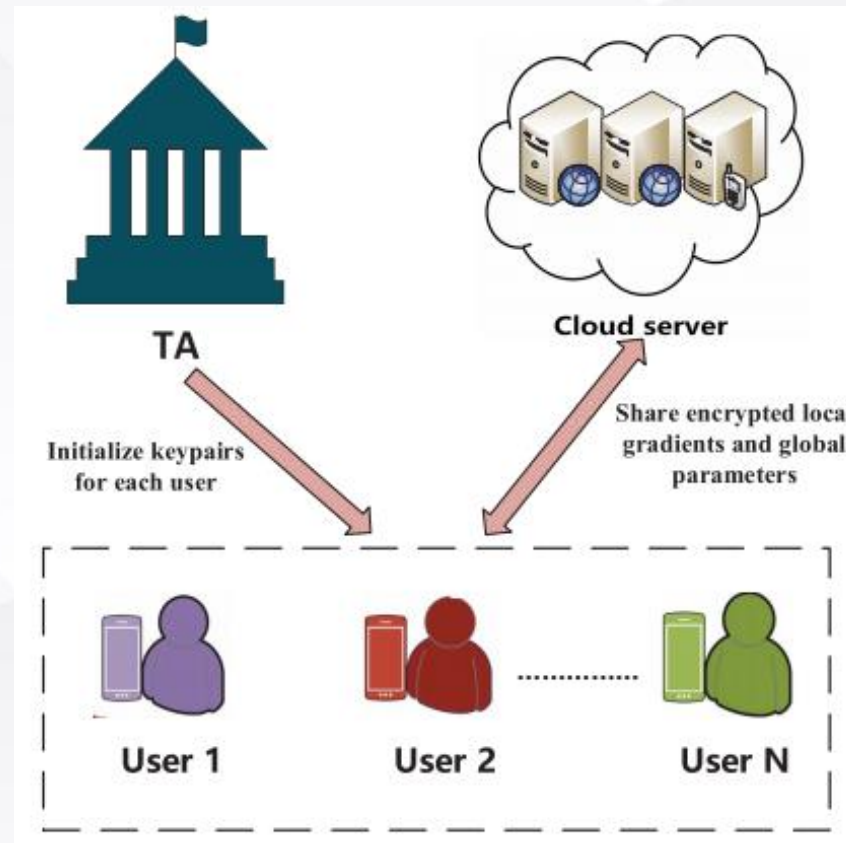 TA
Cloud server
Initialize keypairs
for each user
Share encrypted loca
gradients and global
parameters
User 1
User 2
User N